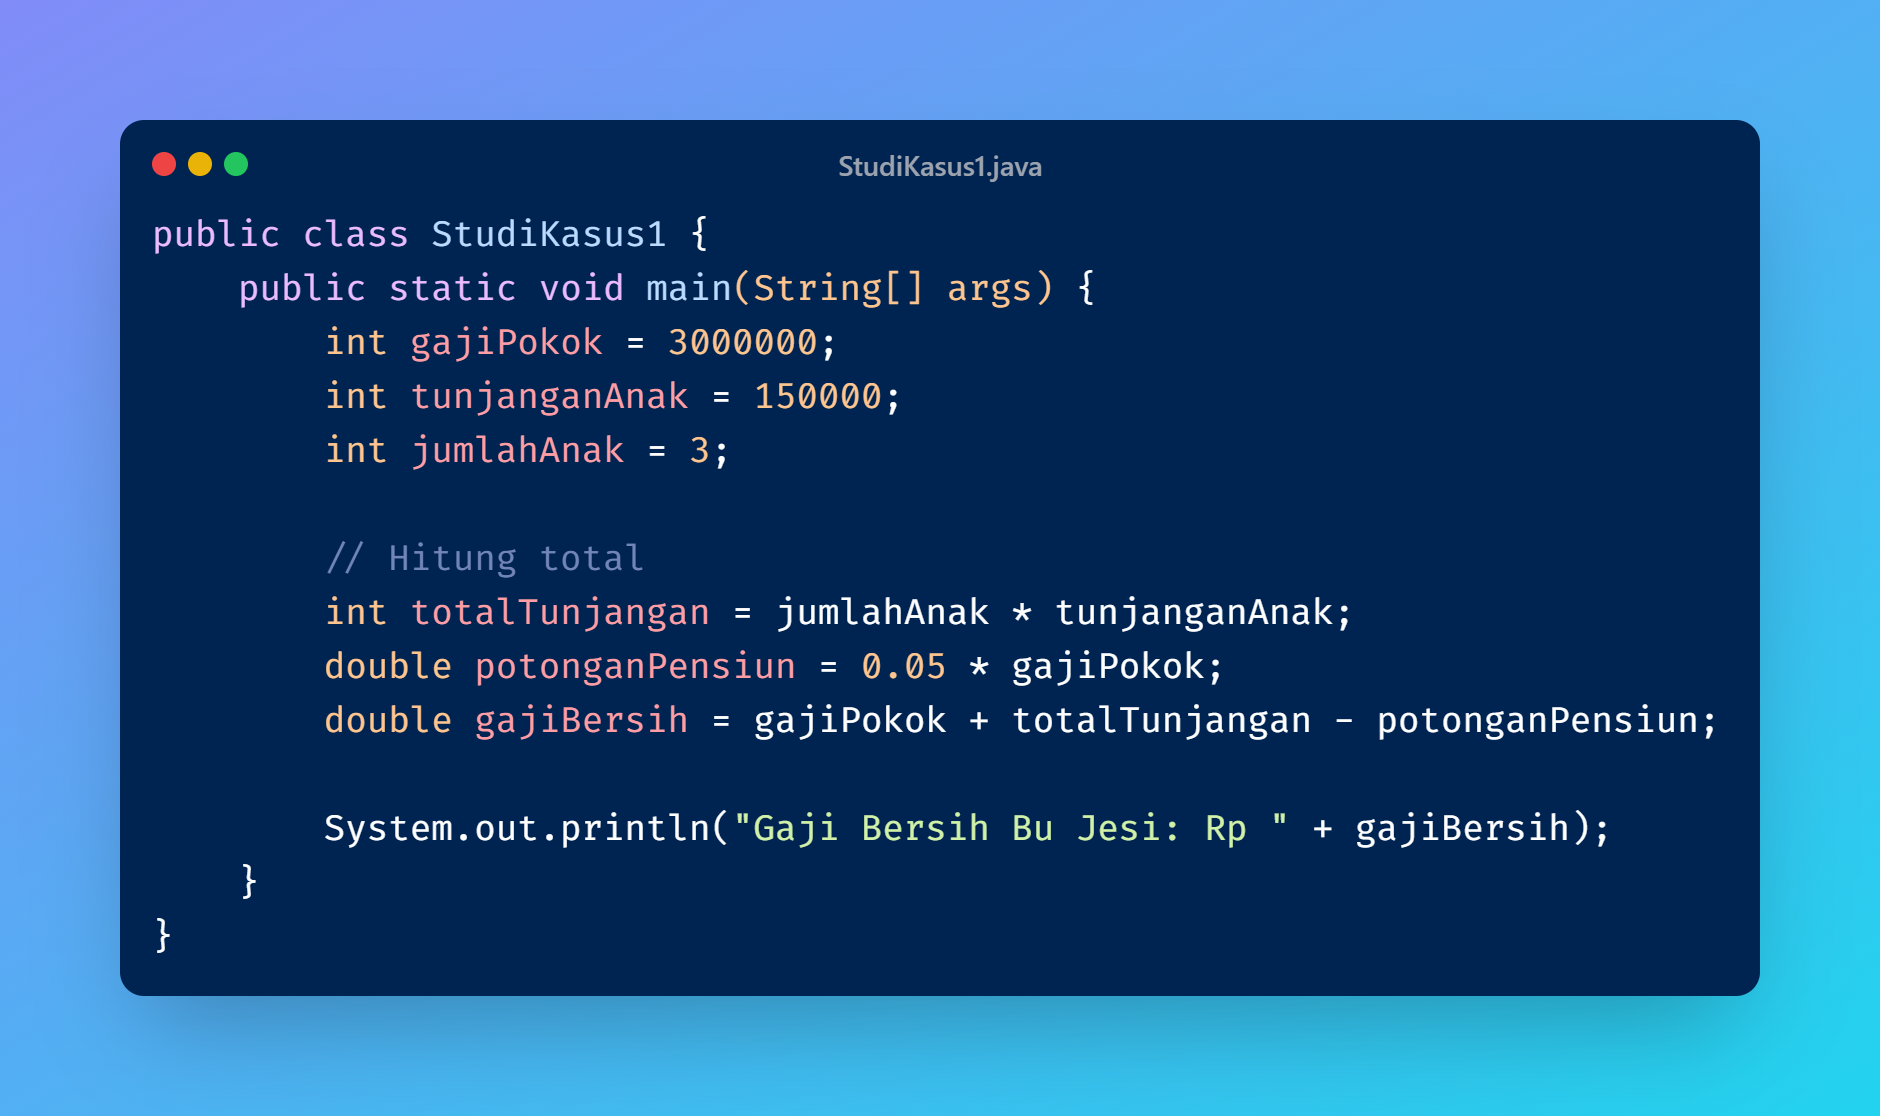 StudiKasus1.java
public class StudiKasus1 {
    public static void main(String[] args) {
        int gajiPokok = 3000000;
        int tunjanganAnak = 150000;
        int jumlahAnak = 3;

        // Hitung total
        int totalTunjangan = jumlahAnak * tunjanganAnak;
        double potonganPensiun = 0.05 * gajiPokok;
        double gajiBersih = gajiPokok + totalTunjangan - potonganPensiun;

        System.out.println("Gaji Bersih Bu Jesi: Rp " + gajiBersih);
    }
}